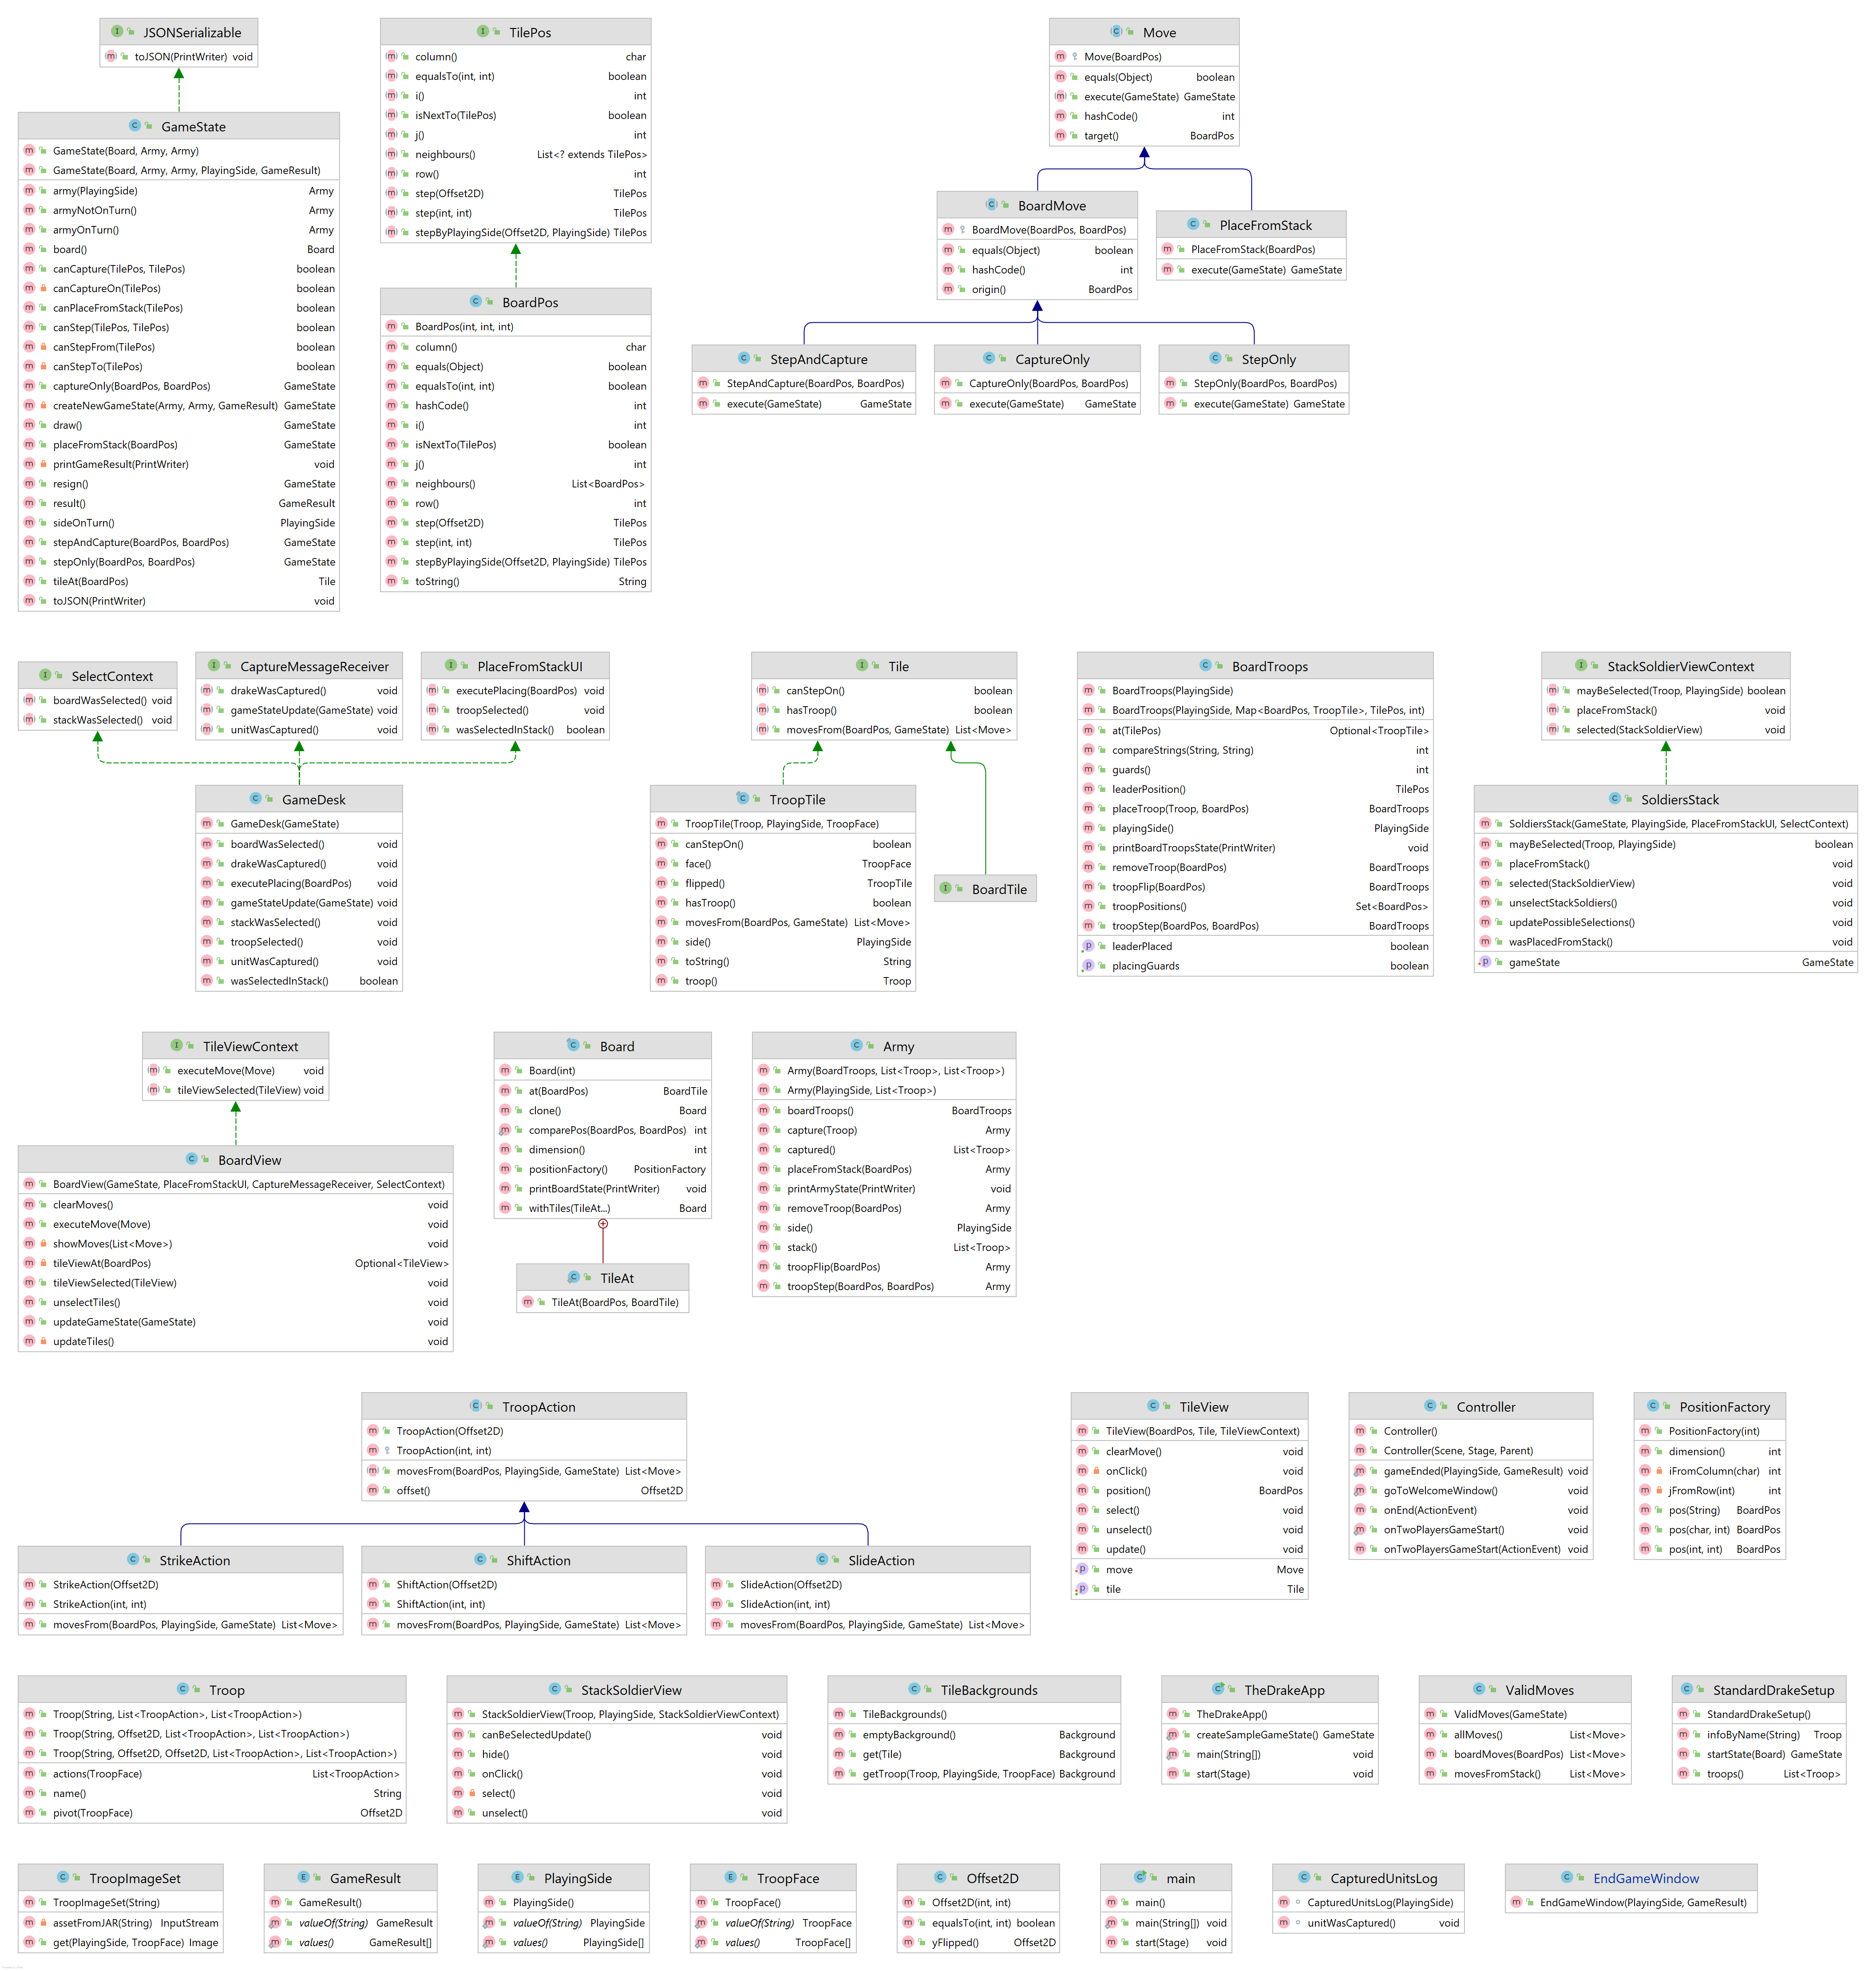 JSONSerializable
toJSON(PrintWriter) void
GameState
GameState(Board, Army, Army)
GameState(Board, Army, Army, PlayingSide, GameResult)
army(PlayingSide) Army
armyNotOnTurn() Army
armyOnTurn() Army
board() Board
canCapture(TilePos, TilePos) boolean
canCaptureOn(TilePos) boolean
canPlaceFromStack(TilePos) boolean
canStep(TilePos, TilePos) boolean
canStepFrom(TilePos) boolean
canStepTo(TilePos) boolean
captureOnly(BoardPos, BoardPos) GameState
createNewGameState(Army, Army, GameResult) GameState
draw() GameState
placeFromStack(BoardPos) GameState
printGameResult(PrintWriter) void
resign() GameState
result() GameResult
sideOnTurn() PlayingSide
stepAndCapture(BoardPos, BoardPos) GameState
stepOnly(BoardPos, BoardPos) GameState
tileAt(BoardPos) Tile
toJSON(PrintWriter) void
TilePos
column() char
equalsTo(int, int) boolean
i() int
isNextTo(TilePos) boolean
j() int
neighbours() List<? extends TilePos>
row() int
step(Offset2D) TilePos
step(int, int) TilePos
stepByPlayingSide(Offset2D, PlayingSide) TilePos
BoardPos
BoardPos(int, int, int)
column() char
equals(Object) boolean
equalsTo(int, int) boolean
hashCode() int
i() int
isNextTo(TilePos) boolean
j() int
neighbours() List<BoardPos>
row() int
step(Offset2D) TilePos
step(int, int) TilePos
stepByPlayingSide(Offset2D, PlayingSide) TilePos
toString() String
Move
Move(BoardPos)
equals(Object) boolean
execute(GameState) GameState
hashCode() int
target() BoardPos
BoardMove
BoardMove(BoardPos, BoardPos)
equals(Object) boolean
hashCode() int
origin() BoardPos
PlaceFromStack
PlaceFromStack(BoardPos)
execute(GameState) GameState
StepAndCapture
StepAndCapture(BoardPos, BoardPos)
execute(GameState) GameState
CaptureOnly
CaptureOnly(BoardPos, BoardPos)
execute(GameState) GameState
StepOnly
StepOnly(BoardPos, BoardPos)
execute(GameState) GameState
SelectContext
boardWasSelected() void
stackWasSelected() void
CaptureMessageReceiver
drakeWasCaptured() void
gameStateUpdate(GameState) void
unitWasCaptured() void
PlaceFromStackUI
executePlacing(BoardPos) void
troopSelected() void
wasSelectedInStack() boolean
GameDesk
GameDesk(GameState)
boardWasSelected() void
drakeWasCaptured() void
executePlacing(BoardPos) void
gameStateUpdate(GameState) void
stackWasSelected() void
troopSelected() void
unitWasCaptured() void
wasSelectedInStack() boolean
Tile
canStepOn() boolean
hasTroop() boolean
movesFrom(BoardPos, GameState) List<Move>
TroopTile
TroopTile(Troop, PlayingSide, TroopFace)
canStepOn() boolean
face() TroopFace
flipped() TroopTile
hasTroop() boolean
movesFrom(BoardPos, GameState) List<Move>
side() PlayingSide
toString() String
troop() Troop
BoardTile
BoardTroops
BoardTroops(PlayingSide)
BoardTroops(PlayingSide, Map<BoardPos, TroopTile>, TilePos, int)
at(TilePos) Optional<TroopTile>
compareStrings(String, String) int
guards() int
leaderPosition() TilePos
placeTroop(Troop, BoardPos) BoardTroops
playingSide() PlayingSide
printBoardTroopsState(PrintWriter) void
removeTroop(BoardPos) BoardTroops
troopFlip(BoardPos) BoardTroops
troopPositions() Set<BoardPos>
troopStep(BoardPos, BoardPos) BoardTroops
leaderPlaced boolean
placingGuards boolean
StackSoldierViewContext
mayBeSelected(Troop, PlayingSide) boolean
placeFromStack() void
selected(StackSoldierView) void
SoldiersStack
SoldiersStack(GameState, PlayingSide, PlaceFromStackUI, SelectContext)
mayBeSelected(Troop, PlayingSide) boolean
placeFromStack() void
selected(StackSoldierView) void
unselectStackSoldiers() void
updatePossibleSelections() void
wasPlacedFromStack() void
gameState GameState
TileViewContext
executeMove(Move) void
tileViewSelected(TileView) void
BoardView
BoardView(GameState, PlaceFromStackUI, CaptureMessageReceiver, SelectContext)
clearMoves() void
executeMove(Move) void
showMoves(List<Move>) void
tileViewAt(BoardPos) Optional<TileView>
tileViewSelected(TileView) void
unselectTiles() void
updateGameState(GameState) void
updateTiles() void
Board
Board(int)
at(BoardPos) BoardTile
clone() Board
comparePos(BoardPos, BoardPos) int
dimension() int
positionFactory() PositionFactory
printBoardState(PrintWriter) void
withTiles(TileAt...) Board
TileAt
TileAt(BoardPos, BoardTile)
Army
Army(BoardTroops, List<Troop>, List<Troop>)
Army(PlayingSide, List<Troop>)
boardTroops() BoardTroops
capture(Troop) Army
captured() List<Troop>
placeFromStack(BoardPos) Army
printArmyState(PrintWriter) void
removeTroop(BoardPos) Army
side() PlayingSide
stack() List<Troop>
troopFlip(BoardPos) Army
troopStep(BoardPos, BoardPos) Army
TroopAction
TroopAction(Offset2D)
TroopAction(int, int)
movesFrom(BoardPos, PlayingSide, GameState) List<Move>
offset() Offset2D
StrikeAction
StrikeAction(Offset2D)
StrikeAction(int, int)
movesFrom(BoardPos, PlayingSide, GameState) List<Move>
ShiftAction
ShiftAction(Offset2D)
ShiftAction(int, int)
movesFrom(BoardPos, PlayingSide, GameState) List<Move>
SlideAction
SlideAction(Offset2D)
SlideAction(int, int)
movesFrom(BoardPos, PlayingSide, GameState) List<Move>
TileView
TileView(BoardPos, Tile, TileViewContext)
clearMove() void
onClick() void
position() BoardPos
select() void
unselect() void
update() void
move Move
tile Tile
Controller
Controller()
Controller(Scene, Stage, Parent)
gameEnded(PlayingSide, GameResult) void
goToWelcomeWindow() void
onEnd(ActionEvent) void
onTwoPlayersGameStart() void
onTwoPlayersGameStart(ActionEvent) void
PositionFactory
PositionFactory(int)
dimension() int
iFromColumn(char) int
jFromRow(int) int
pos(String) BoardPos
pos(char, int) BoardPos
pos(int, int) BoardPos
Troop
Troop(String, List<TroopAction>, List<TroopAction>)
Troop(String, Offset2D, List<TroopAction>, List<TroopAction>)
Troop(String, Offset2D, Offset2D, List<TroopAction>, List<TroopAction>)
actions(TroopFace) List<TroopAction>
name() String
pivot(TroopFace) Offset2D
StackSoldierView
StackSoldierView(Troop, PlayingSide, StackSoldierViewContext)
canBeSelectedUpdate() void
hide() void
onClick() void
select() void
unselect() void
TileBackgrounds
TileBackgrounds()
emptyBackground() Background
get(Tile) Background
getTroop(Troop, PlayingSide, TroopFace) Background
TheDrakeApp
TheDrakeApp()
createSampleGameState() GameState
main(String[]) void
start(Stage) void
ValidMoves
ValidMoves(GameState)
allMoves() List<Move>
boardMoves(BoardPos) List<Move>
movesFromStack() List<Move>
StandardDrakeSetup
StandardDrakeSetup()
infoByName(String) Troop
startState(Board) GameState
troops() List<Troop>
TroopImageSet
TroopImageSet(String)
assetFromJAR(String) InputStream
get(PlayingSide, TroopFace) Image
GameResult
GameResult()
valueOf(String) GameResult
values() GameResult[]
PlayingSide
PlayingSide()
valueOf(String) PlayingSide
values() PlayingSide[]
TroopFace
TroopFace()
valueOf(String) TroopFace
values() TroopFace[]
Offset2D
Offset2D(int, int)
equalsTo(int, int) boolean
yFlipped() Offset2D
main
main()
main(String[]) void
start(Stage) void
CapturedUnitsLog
CapturedUnitsLog(PlayingSide)
unitWasCaptured() void
EndGameWindow
EndGameWindow(PlayingSide, GameResult)